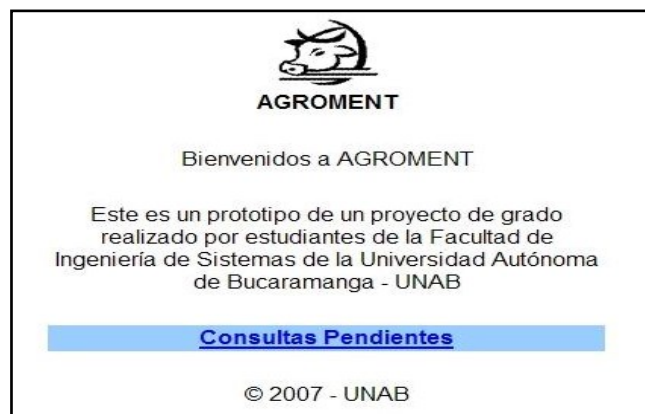 AGROMENT
Bienvenidos a AGROMENT
Este es un prototipo de un proyecto de grado
realizado por estudiantes de la Facultad de
Ingeniería de Sistemas de la Universidad Autónoma
de Bucaramanga - UNAB
Consultas Pendientes
© 2007 - UNAB